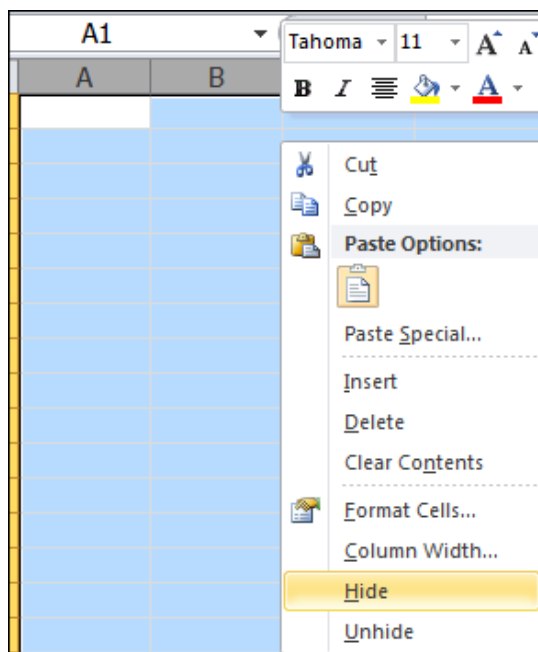 A1
Tahoma 11 A A
B I A
A B
Cut
Copy
Paste Options:
Paste Special...
Insert
Delete
Clear Contents
Format Cells...
Column Width...
Hide
Unhide